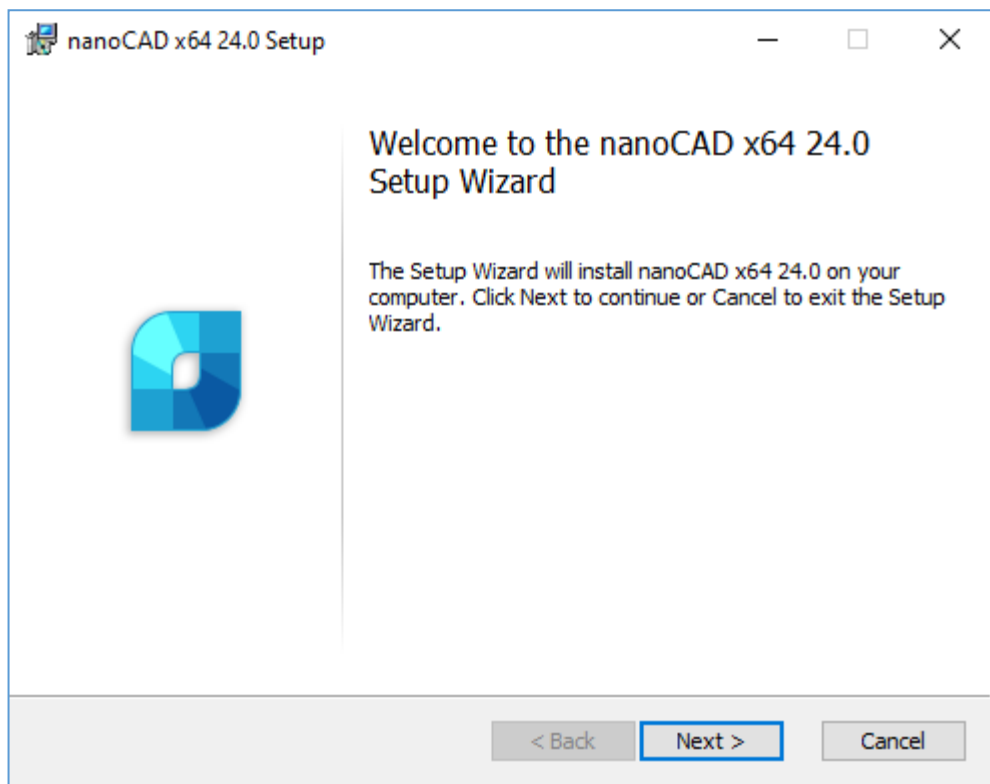 nanoCAD x64 24.0 Setup
Welcome to the nanoCAD x64 24.0
Setup Wizard
The Setup Wizard will install nanoCAD x64 24.0 on your
computer. Click Next to continue or Cancel to exit the Setup
Wizard.
< Back
Next >
Cancel